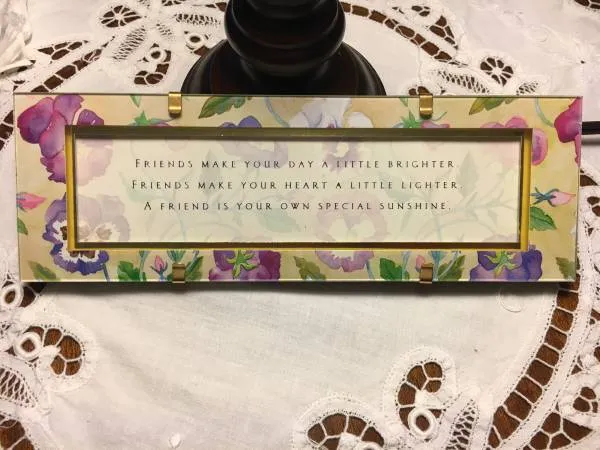 Friends make your day a little brighter.
Friends make your heart a little lighter.
A friend is your own special sunshine.